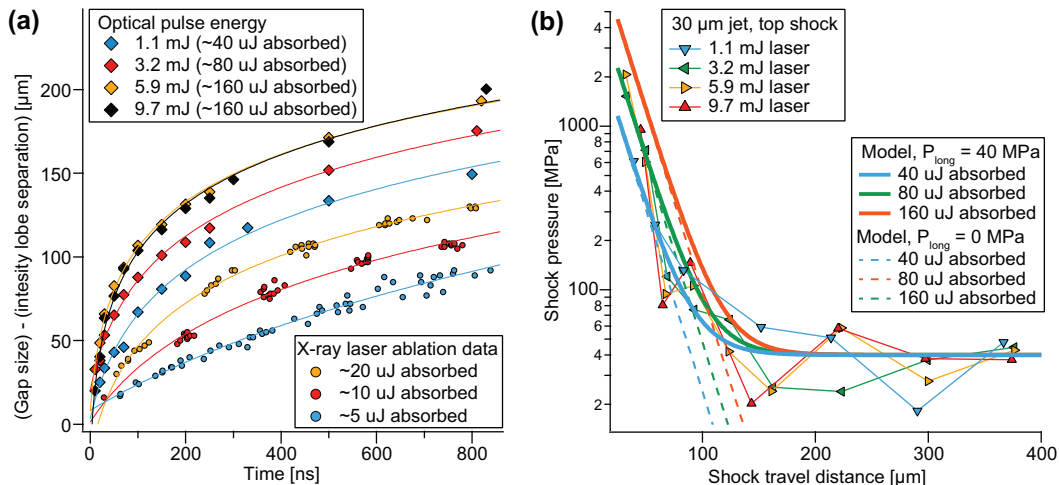 (a)
Optical pulse energy
1.1 mJ (~40 uJ absorbed)
3.2 mJ (~80 uJ absorbed)
5.9 mJ (~160 uJ absorbed)
9.7 mJ (~160 uJ absorbed)
(Gap size) - (intesity lobe separation) [µm]
200
150
100
50
0
X-ray laser ablation data
~20 uJ absorbed
~10 uJ absorbed
~5 uJ absorbed
0
200
400
600
800
Time [ns]
(b)
30 µm jet, top shock
1.1 mJ laser
3.2 mJ laser
5.9 mJ laser
9.7 mJ laser
Shock pressure [MPa]
4
2
1000
6
4
2
100
6
4
2
Model, P long = 40 MPa
40 uJ absorbed
80 uJ absorbed
160 uJ absorbed
Model, P long = 0 MPa
40 uJ absorbed
80 uJ absorbed
160 uJ absorbed
100
200
300
400
Shock travel distance [µm]